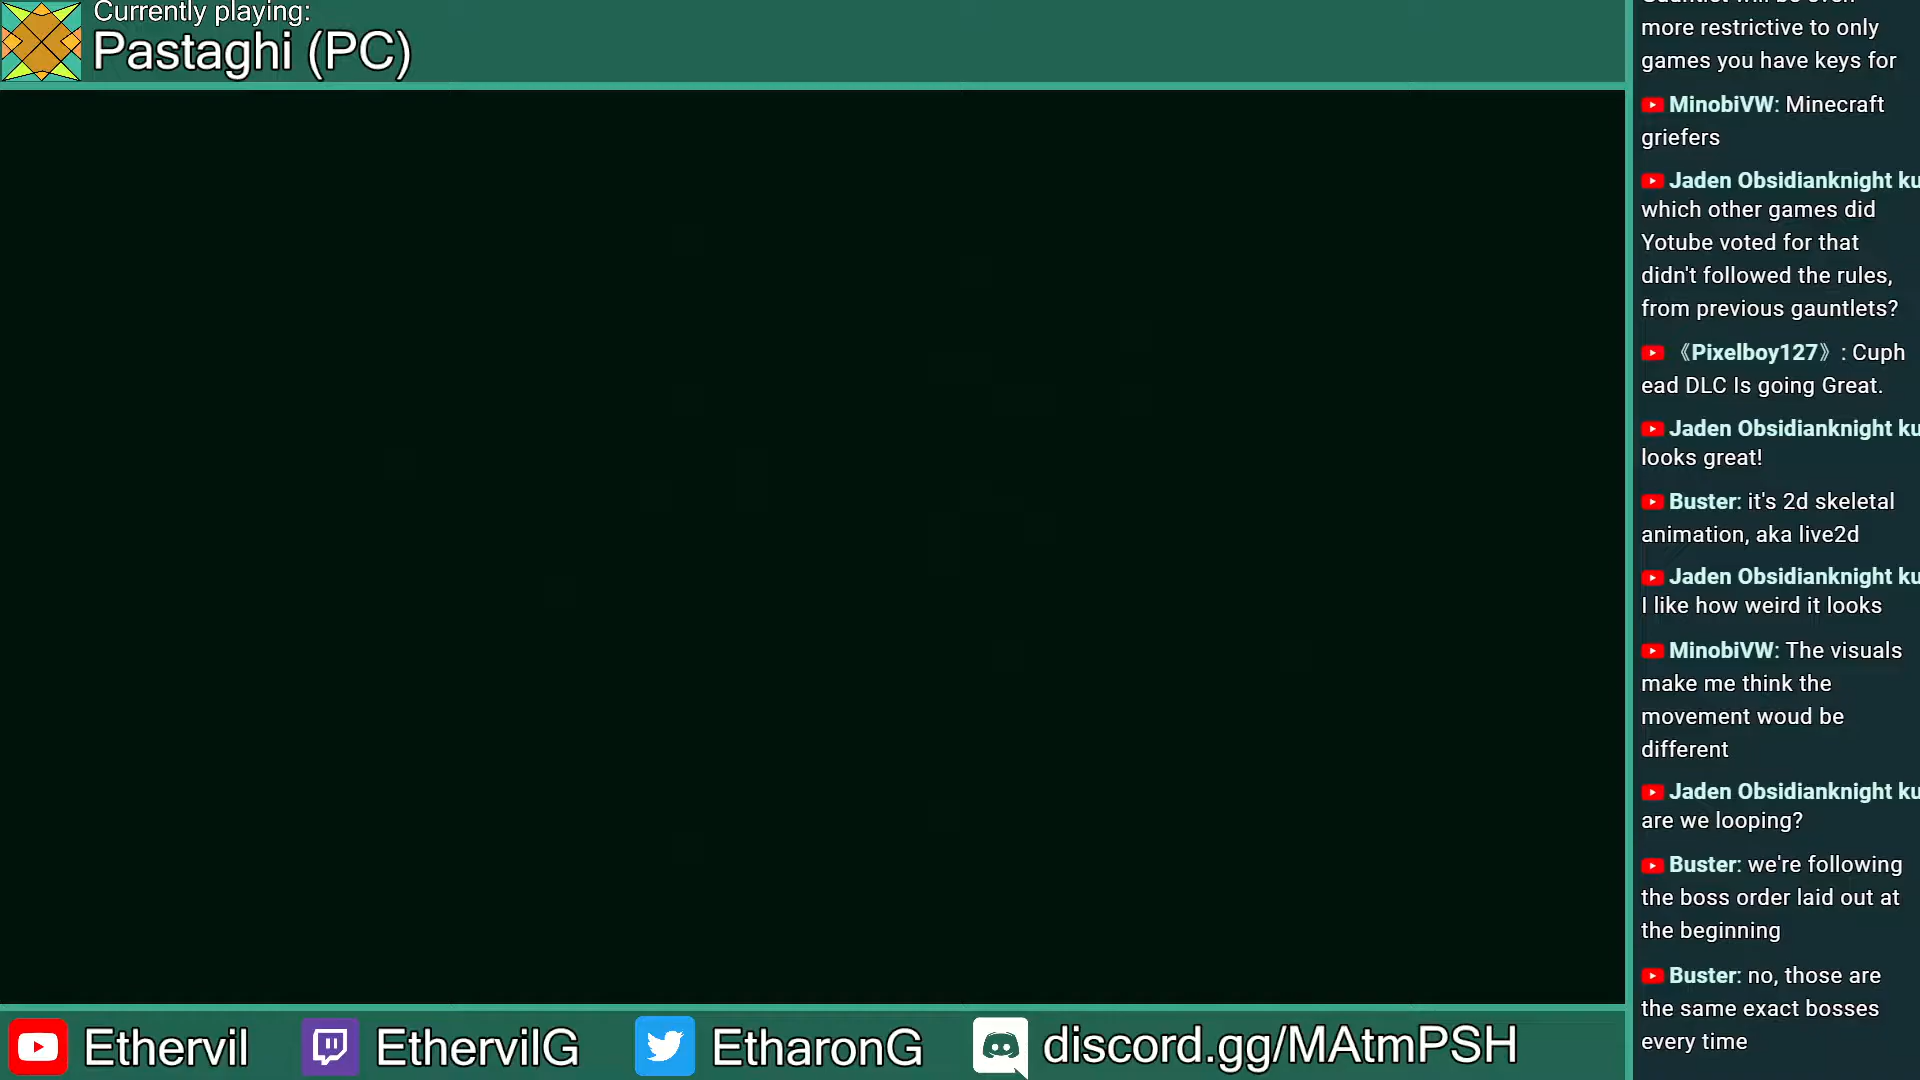 Currently playing:
Pastaghi (PC)
more restrictive to only
games you have keys for
MinobiVW: Minecraft
griefers
Jaden Obsidianknight ku
which other games did
Yotube voted for that
didn't followed the rules,
from previous gauntlets?
《Pixelboy127》: Cuph
ead DLC Is going Great.
Jaden Obsidianknight ku
looks great!
Buster: it's 2d skeletal
animation, aka live2d
Jaden Obsidianknight ku
I like how weird it looks
MinobiVW: The visuals
make me think the
movement woud be
different
Jaden Obsidianknight ku
are we looping?
Buster: we're following
the boss order laid out at
the beginning
Buster: no, those are
the same exact bosses
every time
Ethervil
EthervilG
EtharonG
discord.gg/MAtmPSH